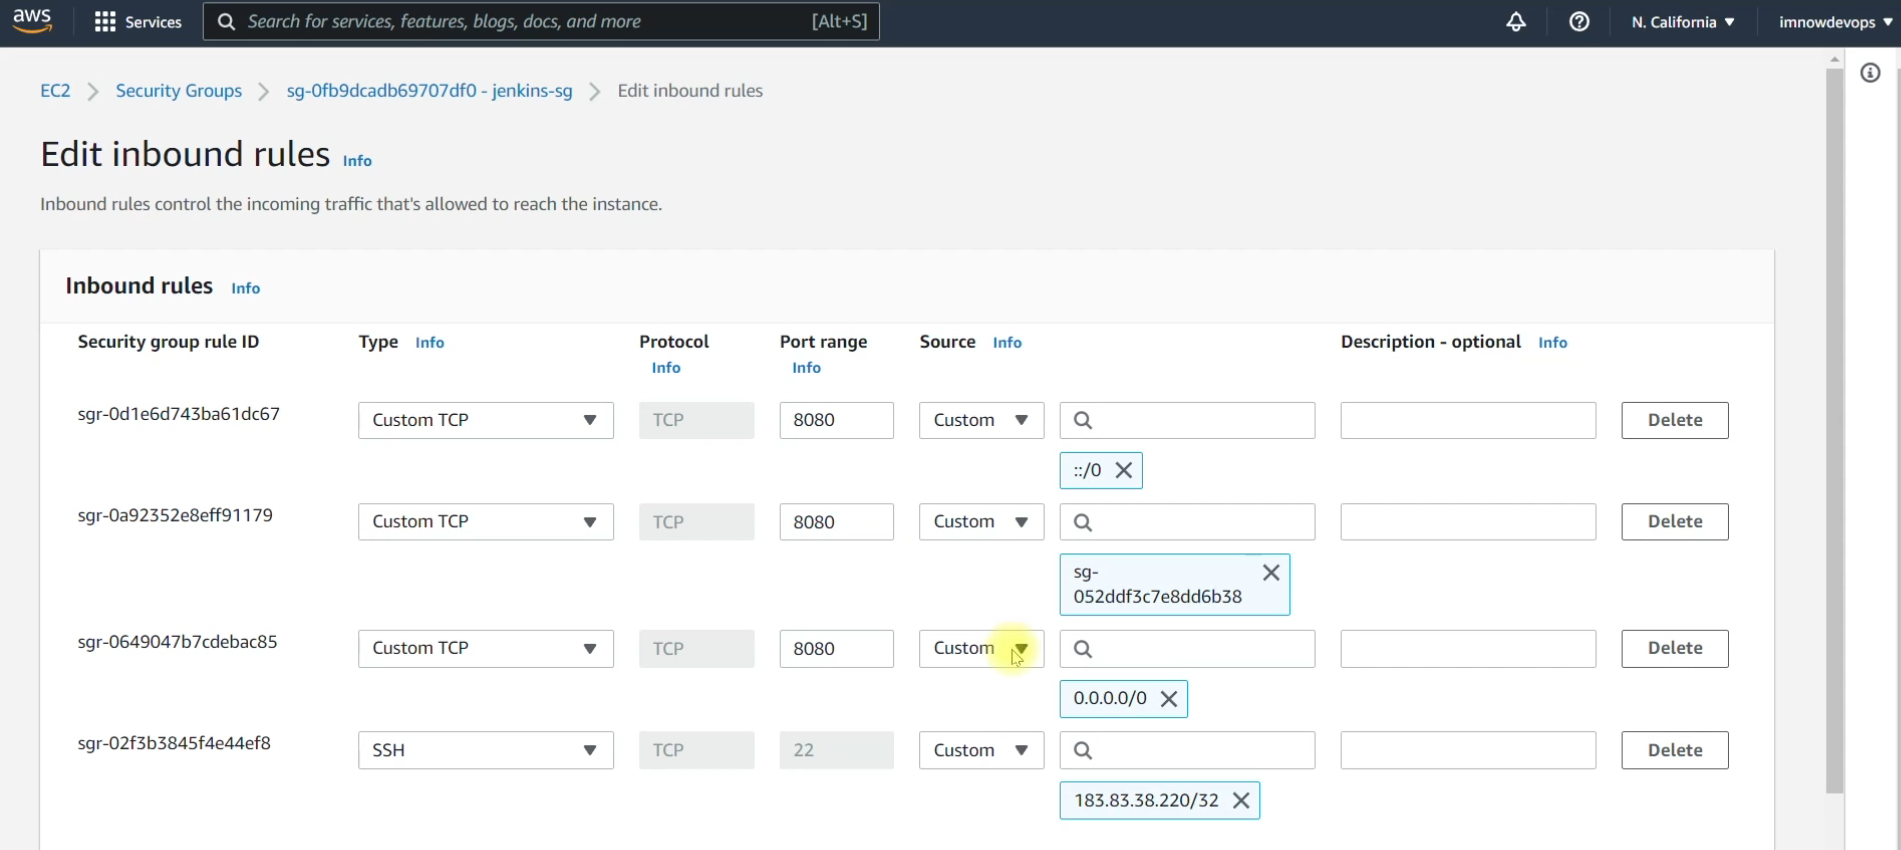 aws Services Search for services, features, blogs, docs, and more [Alt+S] N. California imnowdevops
EC2 Security Groups sg-0fb9dcadb69707df0 - jenkins-sg Edit inbound rules
Edit inbound rules Info
Inbound rules control the incoming traffic that's allowed to reach the instance.
Inbound rules Info
Security group rule ID Type Info Protocol Port range Source Info Description - optional Info
Info Info
sgr-0d1e6d743ba61dc67 Custom TCP TCP 8080 Custom Delete
::/0
sgr-0a92352e8eff91179 Custom TCP TCP 8080 Custom Delete
sg-
052ddf3c7e8dd6b38
sgr-0649047b7cdebac85 Custom TCP TCP 8080 Custom Delete
0.0.0.0/0
sgr-02f3b3845f4e44ef8 SSH TCP 22 Custom Delete
183.83.38.220/32